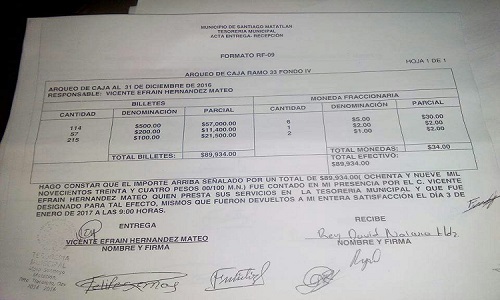 MUNICIPIO DE SANTIAGO MATATLAN
TESORERIA MUNICIPAL
ACTA ENTREGA- RECEPCIÓN
FORMATO RF-09
HOJA 1 DE 1
ARQUEO DE CAJA RAMO 33 FONDO IV
ARQUEO DE CAJA AL 31 DE DICIEMBRE DE 2016
RESPONSABLE: VICENTE EFRAIN HERNANDEZ MATEO
BILLETES MONEDA FRACCIONARIA
CANTIDAD DENOMINACIÓN PARCIAL CANTIDAD DENOMINACIÓN PARCIAL
114 $500.00 $57,000.00 6 $5.00 $30.00
57 $200.00 $11,400.00 1 $2.00 $2.00
215 $100.00 $21,500.00 2 $1.00 $2.00
TOTAL MONEDAS: $34.00
TOTAL BILLETES: $89,934.00 TOTAL EFECTIVO: $89,934.00
HAGO CONSTAR QUE EL IMPORTE ARRIBA SEÑALADO POR UN TOTAL DE $89,934.00( OCHENTA Y NUEVE MIL
NOVECIENTOS TREINTA Y CUATRO PESOS 00/100 M.N.) FUE CONTADO EN MI PRESENCIA POR EL C. VICENTE
EFRAIN HERNANDEZ MATEO QUIEN PRESTA SUS SERVICIOS EN LA TESORERIA MUNICIPAL Y QUE FUE
DESIGNADO PARA TAL EFECTO, MISMOS QUE FUERON DEVUELTOS A MI ENTERA SATISFACCION EL DIA 3 DE
ENERO DE 2017 A LAS 9:00 HORAS.
ENTREGA RECIBE
VICENTE EFRAIN HERNANDEZ MATEO Rey David
NOMBRE Y FIRMA NOMBRE Y FIRMA